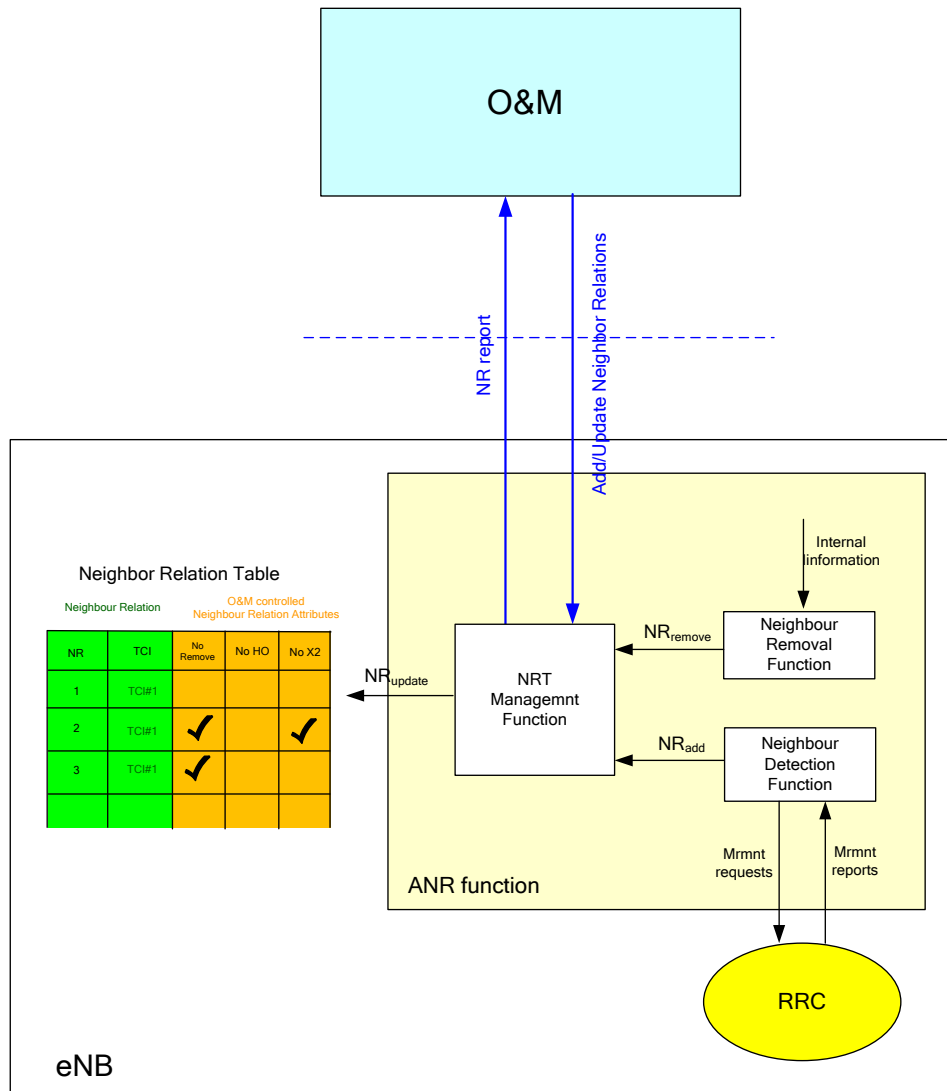 O&M
NR report
Add/Update Neighbor Relations
Neighbor Relation Table
Neighbour Relation
O&M controlled
Neighbour Relation Attributes
NR TCI No Remove No HO No X2
1 TCI#1
2 TCI#1
3 TCI#1
NRupdate
NRT
Managemnt
Function
NRremove
NRadd
Internal
Iinformation
Neighbour
Removal
Function
Neighbour
Detection
Function
Mrmnt
requests
Mrmnt
reports
ANR function
RRC
eNB